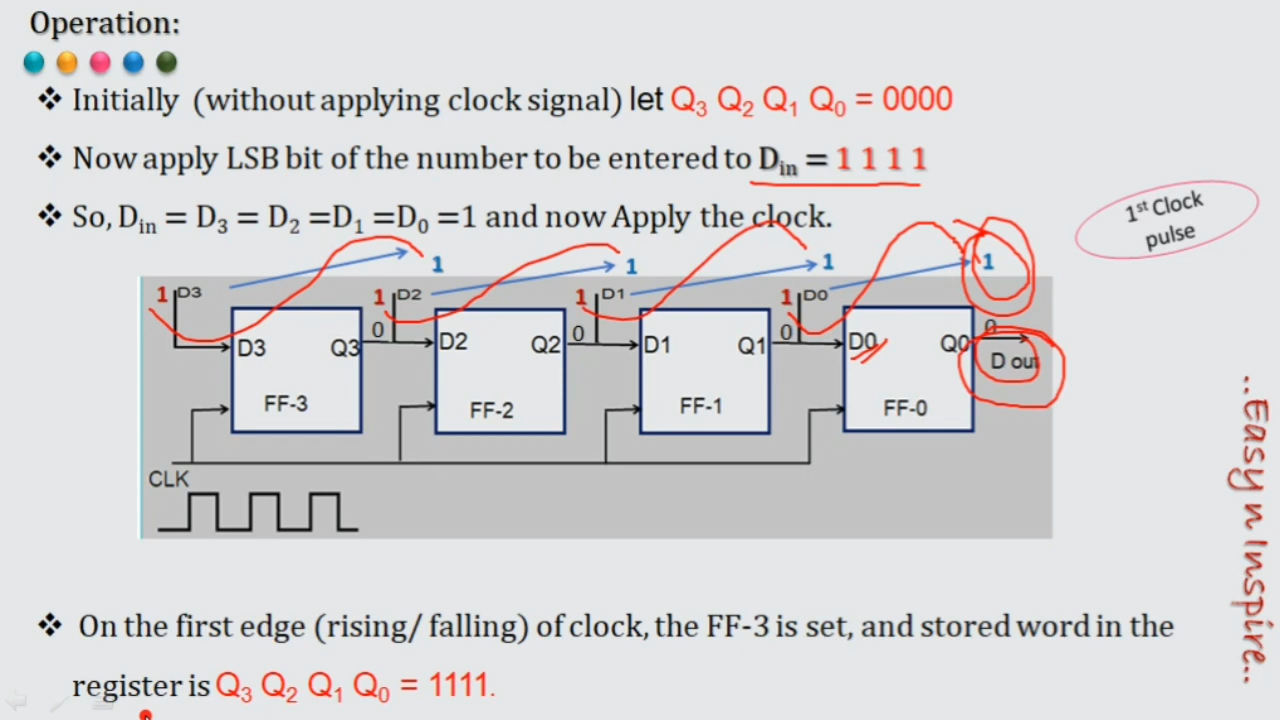 Operation:
❖ Initially (without applying clock signal) let Q3 Q2 Q1 Q0 = 0000
❖ Now apply LSB bit of the number to be entered to Din = 1 1 1 1
❖ So, Din = D3 = D2 =D1 =D0 =1 and now Apply the clock.
1st Clock
pulse
1 1 1 1
1 D3 1 D2 1 D1 1 D0
0 0 0 0
D3 Q3 D2 Q2 D1 Q1 D0 Q0
D out
FF-3 FF-2 FF-1 FF-0
CLK
..Easy n Inspire...
❖ On the first edge (rising/ falling) of clock, the FF-3 is set, and stored word in the
register is Q3 Q2 Q1 Q0 = 1111.